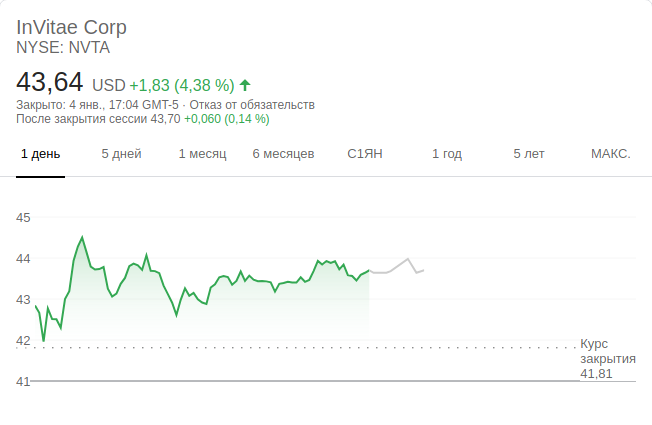 InVitae Corp
NYSE: NVTA
43,64 USD +1,83 (4,38 %)
Закрыто: 4 янв., 17:04 GMT-5 · Отказ от обязательств
После закрытия сессии 43,70 +0,060 (0,14 %)
1 день 5 дней 1 месяц 6 месяцев С1ЯН 1 год 5 лет МАКС.
45
44
43
42
Курс
закрытия
41,81
41